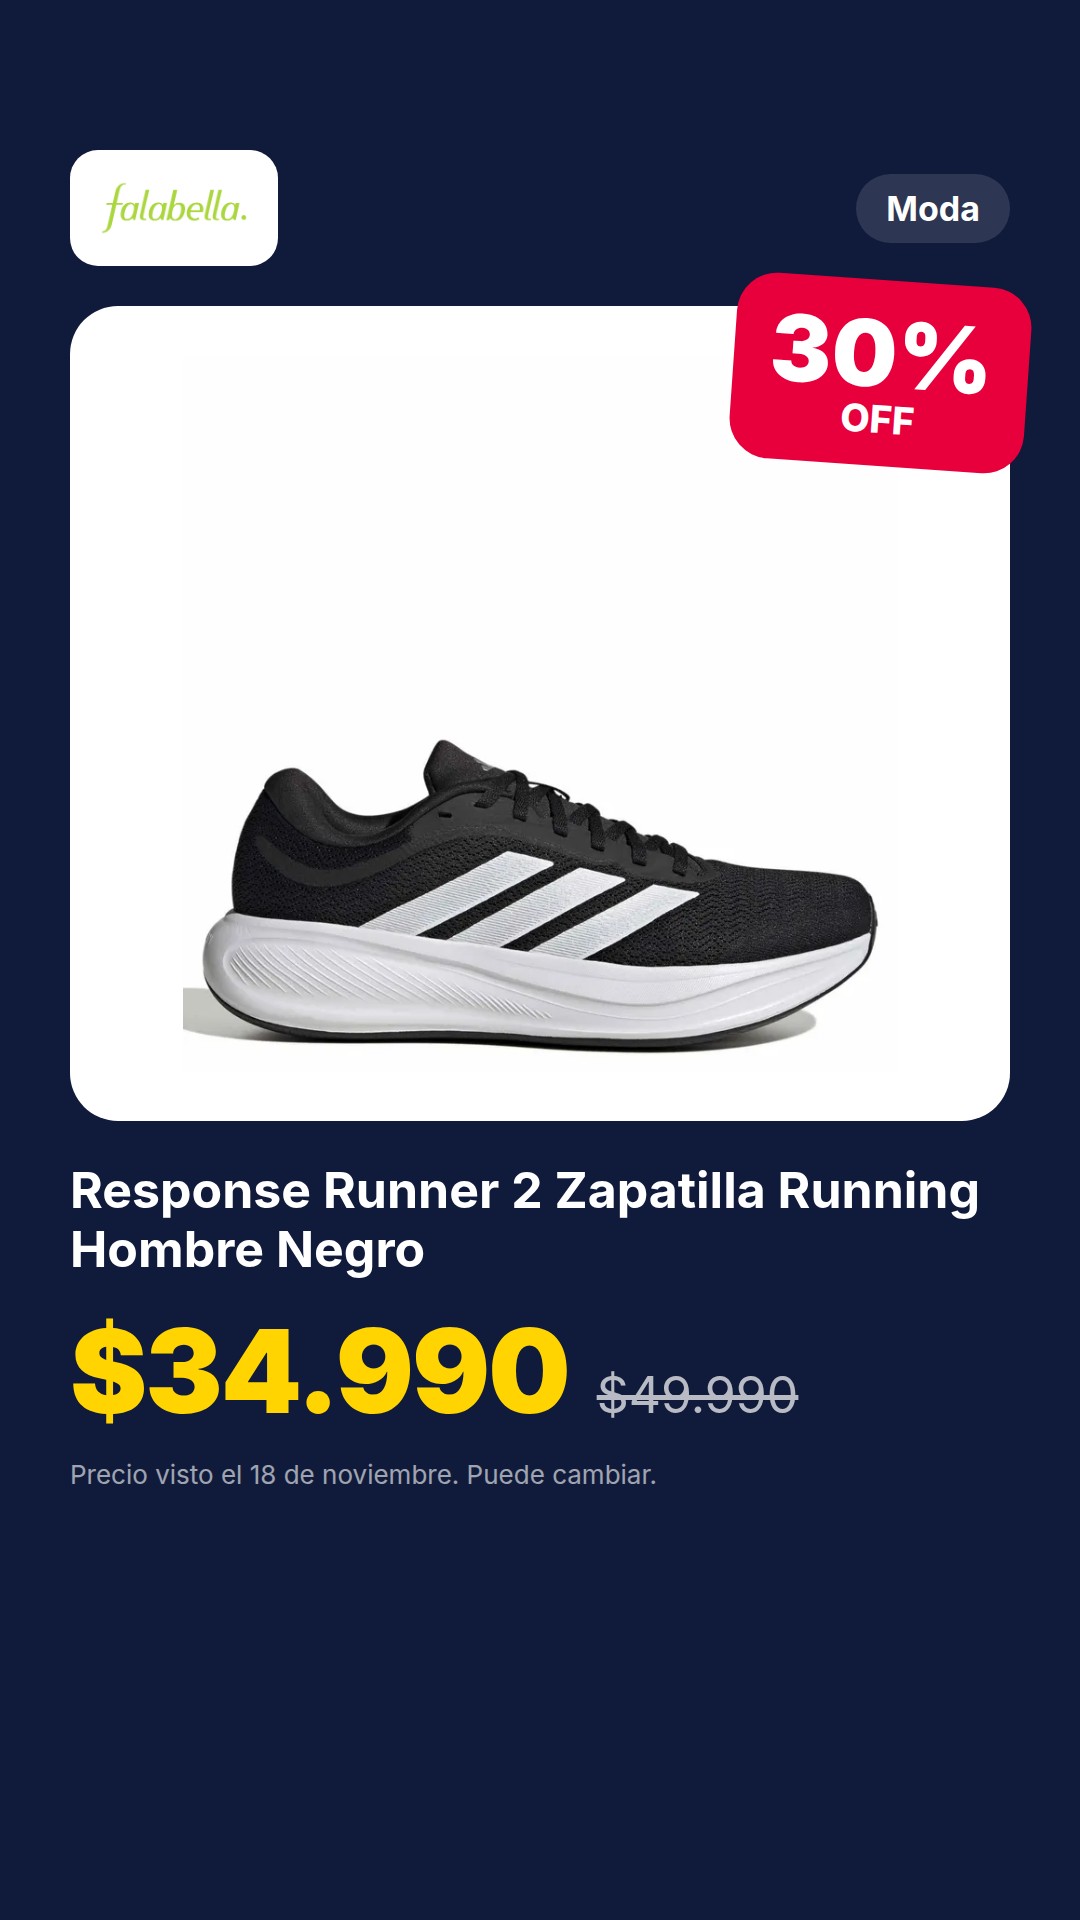 falabella.
Moda
30%
OFF
Response Runner 2 Zapatilla Running
Hombre Negro
$34.990 $49.990
Precio visto el 18 de noviembre. Puede cambiar.